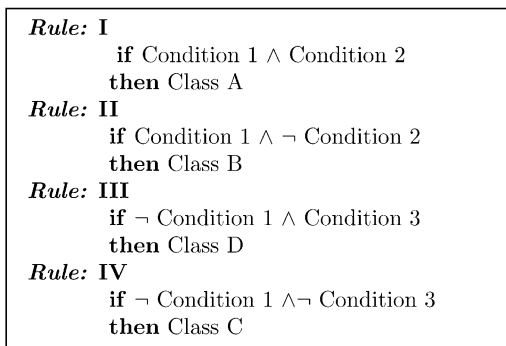 Rule: I
if Condition 1 ∧ Condition 2
then Class A
Rule: II
if Condition 1 ∧ ¬ Condition 2
then Class B
Rule: III
if ¬ Condition 1 ∧ Condition 3
then Class D
Rule: IV
if ¬ Condition 1 ∧¬ Condition 3
then Class C